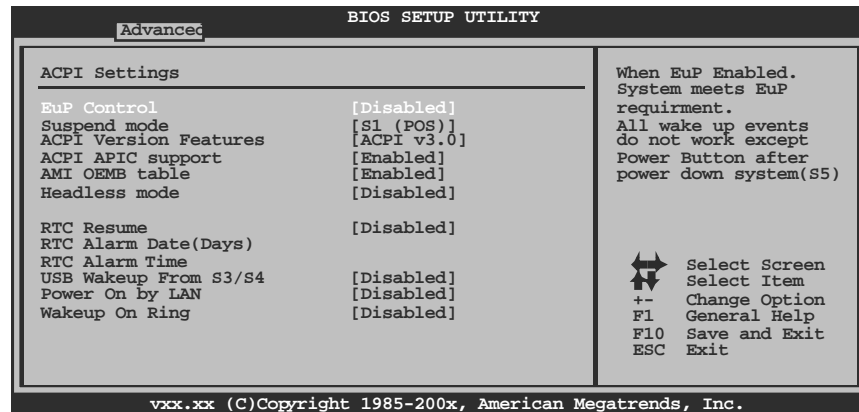 BIOS SETUP UTILITY
Advanced
ACPI Settings
EuP Control [Disabled]
Suspend mode [S1 (POS)]
ACPI Version Features [ACPI v3.0]
ACPI APIC support [Enabled]
AMI OEMB table [Enabled]
Headless mode [Disabled]
RTC Resume [Disabled]
RTC Alarm Date(Days)
RTC Alarm Time
USB Wakeup From S3/S4 [Disabled]
Power On by LAN [Disabled]
Wakeup On Ring [Disabled]
When EuP Enabled.
System meets EuP
requirment.
All wake up events
do not work except
Power Button after
power down system(S5)
Select Screen
Select Item
+- Change Option
F1 General Help
F10 Save and Exit
ESC Exit
vxx.xx (C)Copyright 1985-200x, American Megatrends, Inc.